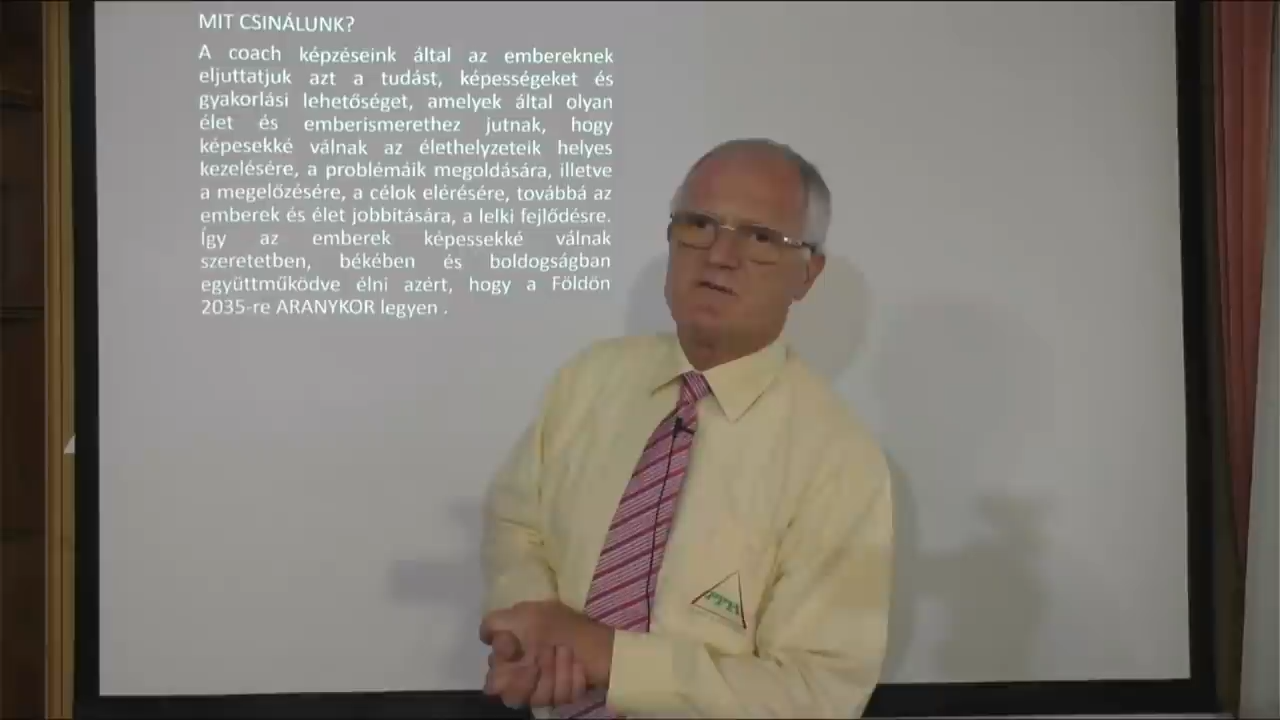 MIT CSINÁLUNK?
A coach képzéseink által az embereknek
eljuttatjuk azt a tudást, képességeket és
gyakorlási lehetőséget, amelyek által olyan
élet és emberismerethez jutnak, hogy
képesekké válnak az élethelyzeteik helyes
kezelésére, a problémáik megoldására, illetve
a megelőzésére, a célok elérésére, továbbá az
emberek és élet jobbítására, a lelki fejlődésre.
Így az emberek képessekké válnak
szeretetben, békében és boldogságban
együttműködve élni azért, hogy a Földön
2035-re ARANYKOR legyen .